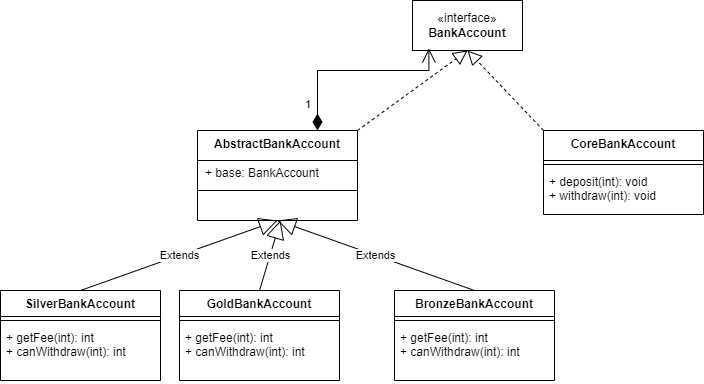 «interface»
BankAccount
1
AbstractBankAccount
+ base: BankAccount
CoreBankAccount
+ deposit(int): void
+ withdraw(int): void
Extends
Extends
Extends
SilverBankAccount
+ getFee(int): int
+ canWithdraw(int): int
GoldBankAccount
+ getFee(int): int
+ canWithdraw(int): int
BronzeBankAccount
+ getFee(int): int
+ canWithdraw(int): int